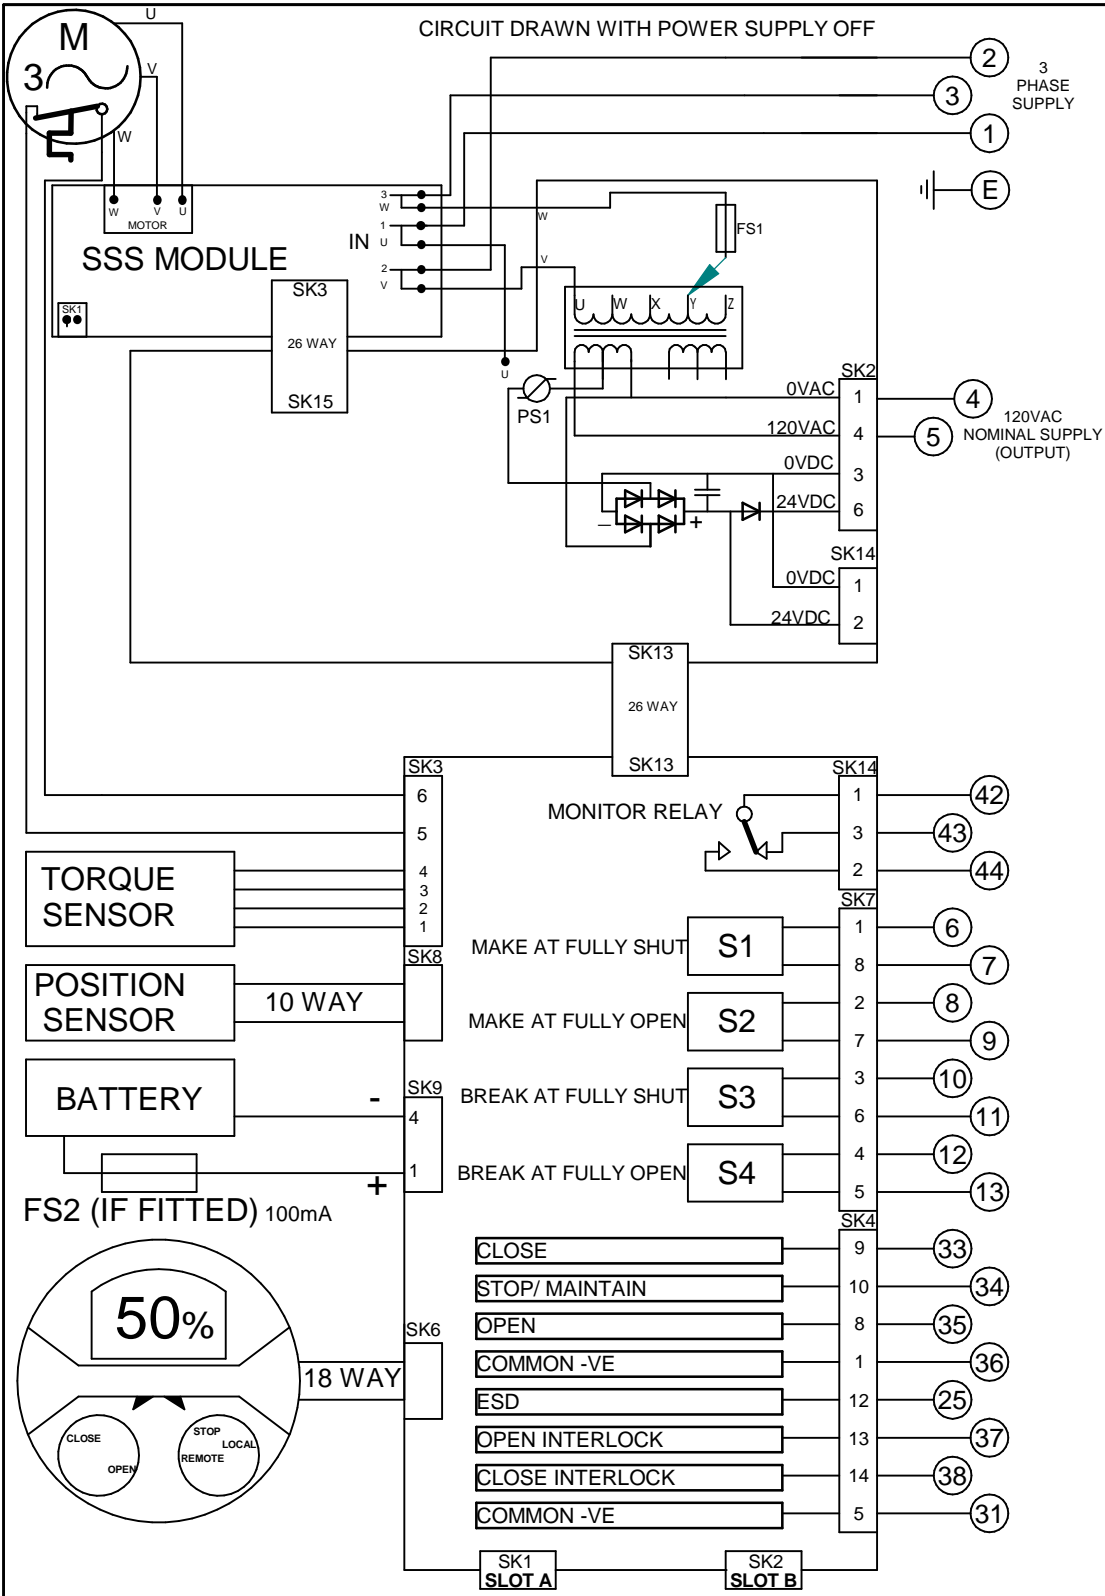 CIRCUIT DRAWN WITH POWER SUPPLY OFF
U
M
3
V
W
2
3
3
PHASE
SUPPLY
1
E
W V U
MOTOR
SSS MODULE
IN
3
W
1
U
2
V
W
V
FS1
SK1
SK3
26 WAY
SK15
U W X Y Z
U
PS1
SK2
0VAC 1 4
120VAC 4 5
120VAC
NOMINAL SUPPLY
(OUTPUT)
0VDC 3
24VDC 6
– +
SK14
0VDC 1
24VDC 2
SK13
26 WAY
SK13
SK3
6
5
4
3
2
1
TORQUE
SENSOR
SK8
POSITION
SENSOR
10 WAY
SK9
BATTERY
-
4
1
+
FS2 (IF FITTED) 100mA
50%
SK6
18 WAY
CLOSE
OPEN
STOP
LOCAL
REMOTE
SK14
MONITOR RELAY
1 42
3 43
2 44
SK7
MAKE AT FULLY SHUT S1
1 6
8 7
MAKE AT FULLY OPEN S2
2 8
7 9
BREAK AT FULLY SHUT S3
3 10
6 11
BREAK AT FULLY OPEN S4
4 12
5 13
SK4
CLOSE 9 33
STOP/ MAINTAIN 10 34
OPEN 8 35
COMMON -VE 1 36
ESD 12 25
OPEN INTERLOCK 13 37
CLOSE INTERLOCK 14 38
COMMON -VE 5 31
SK1
SLOT A
SK2
SLOT B